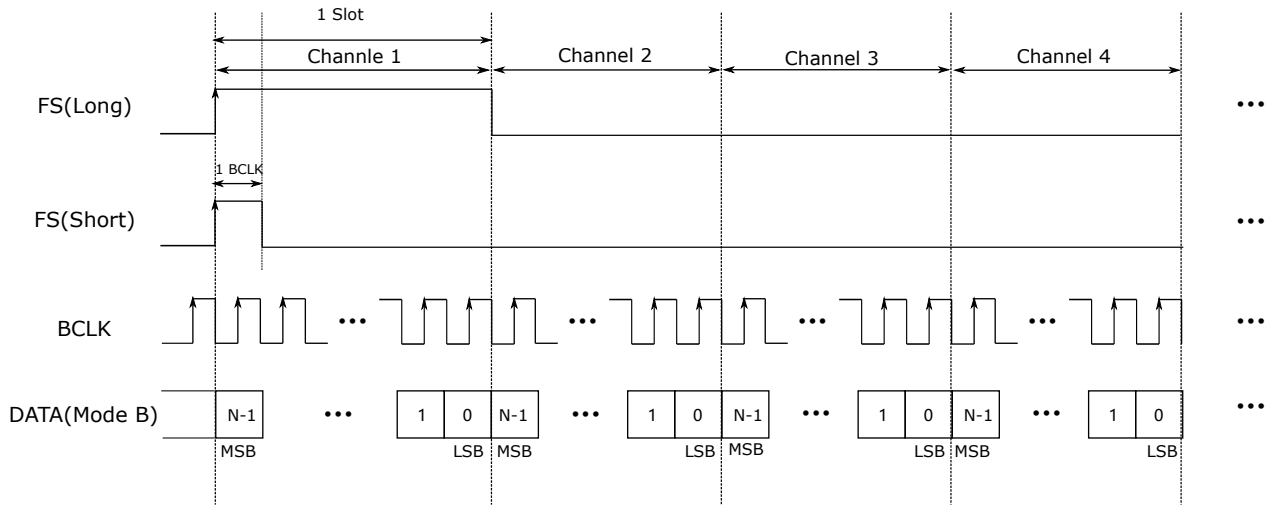 1 Slot
Channle 1 Channel 2 Channel 3 Channel 4
FS(Long) •••
1 BCLK
FS(Short) •••
BCLK ••• ••• ••• ••• •••
DATA(Mode B) N-1 ••• 1 0 N-1 ••• 1 0 N-1 ••• 1 0 N-1 ••• 1 0 •••
MSB LSB MSB LSB MSB LSB MSB LSB